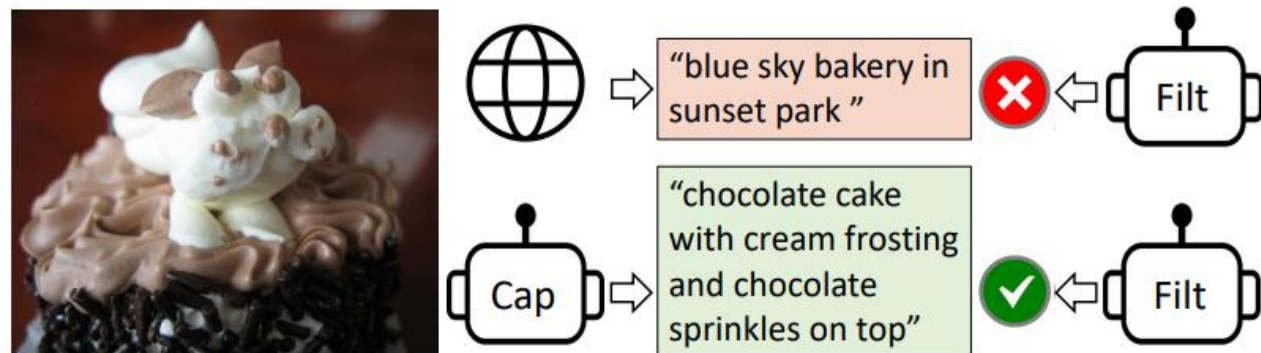 “blue sky bakery in
sunset park ”
Filt
Cap
“chocolate cake
with cream frosting
and chocolate
sprinkles on top”
Filt